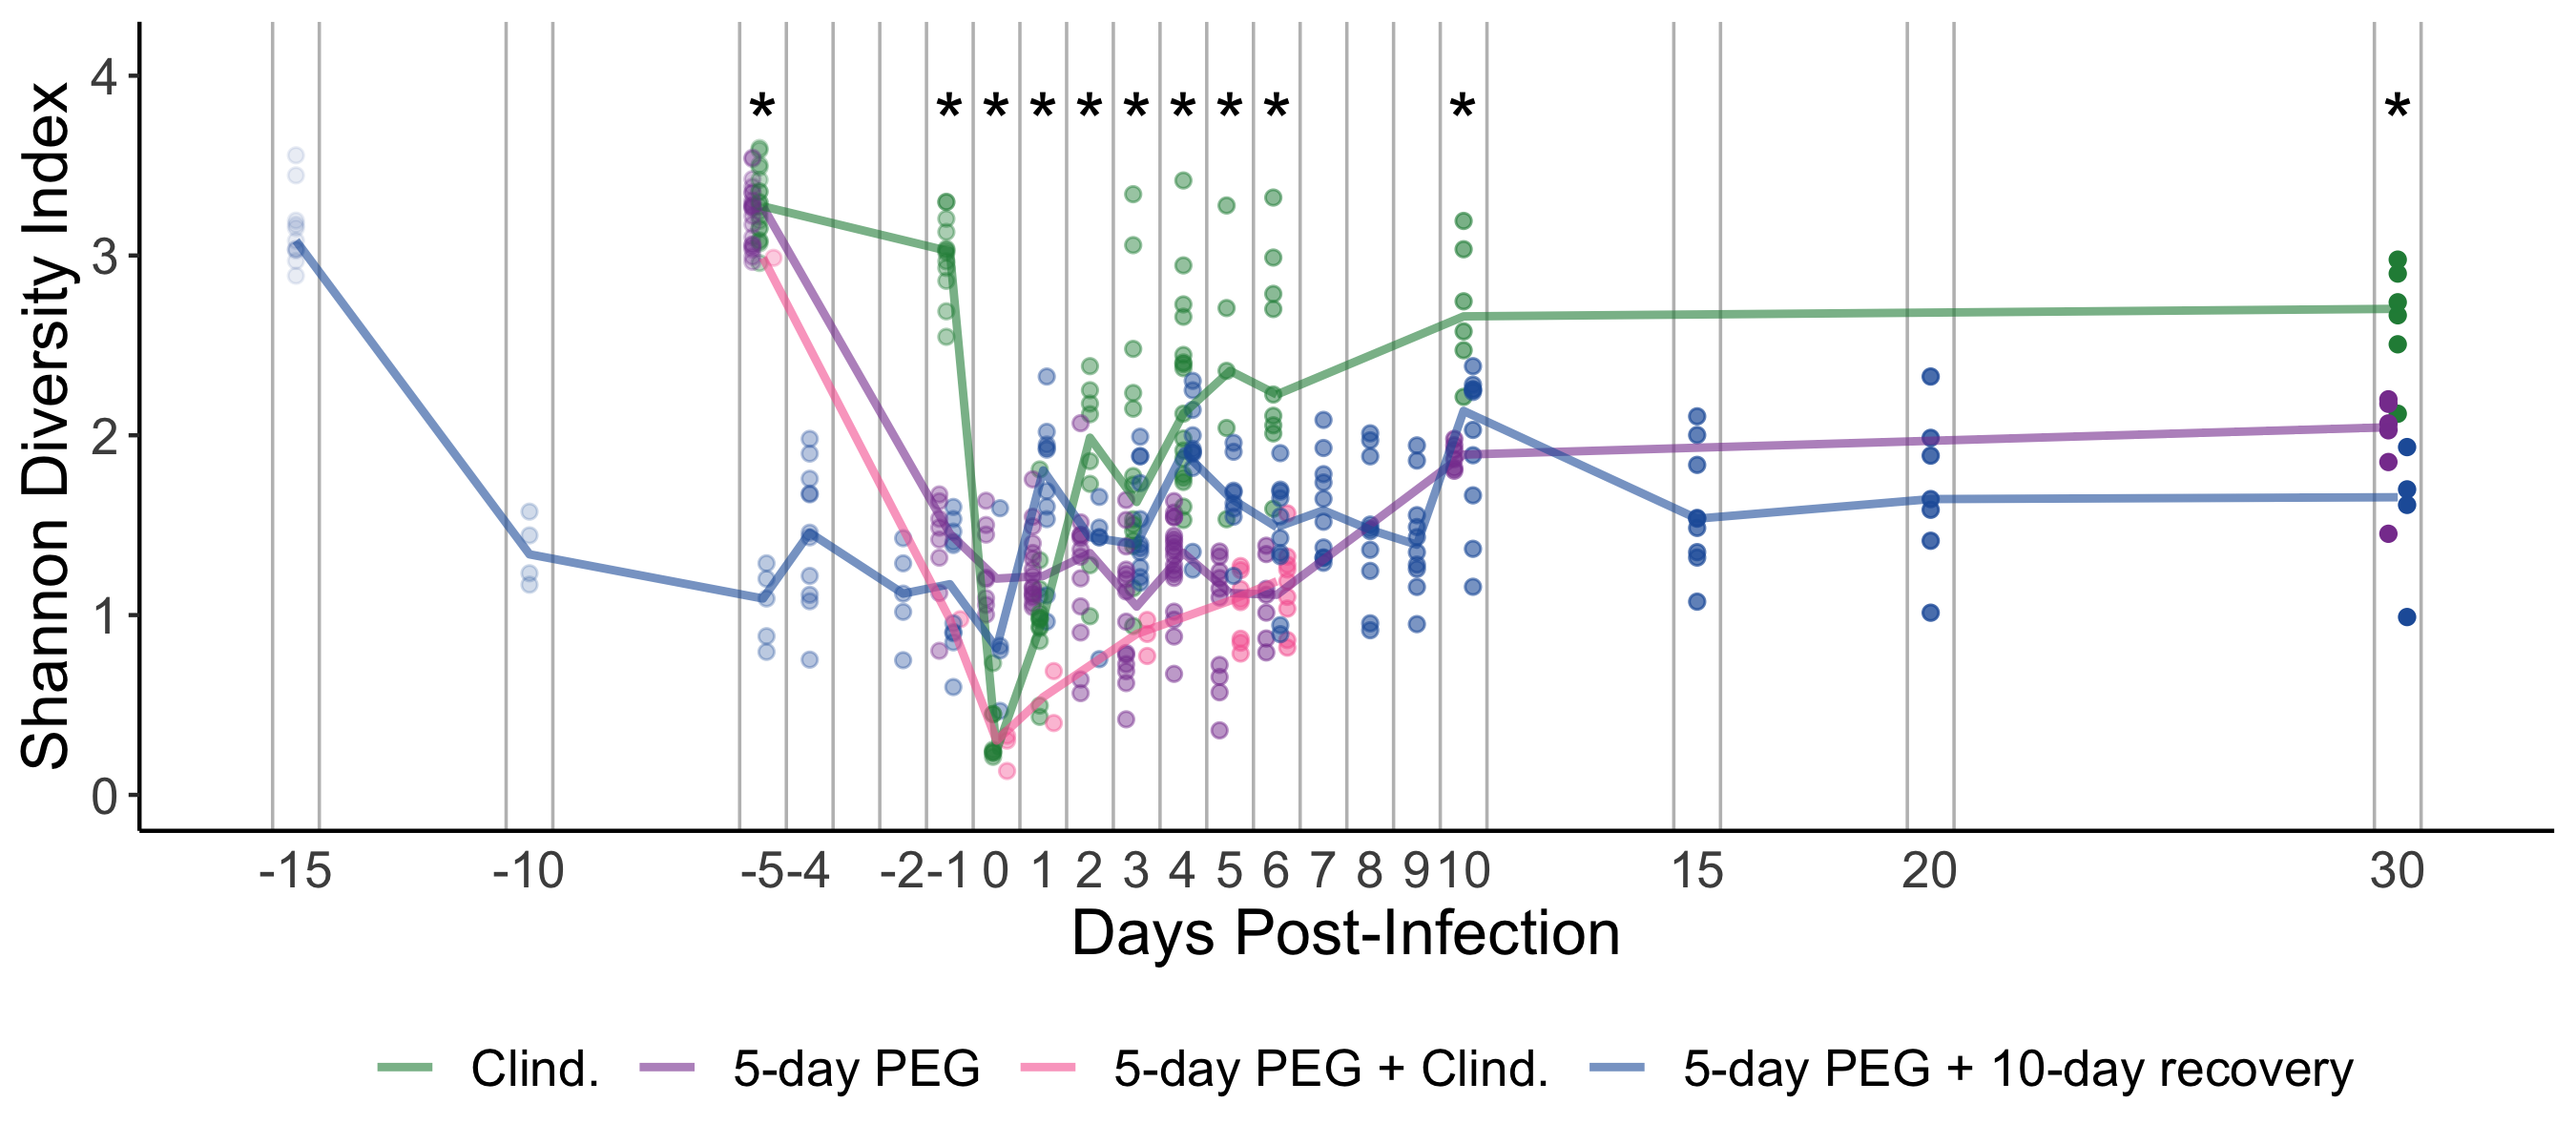 Shannon Diversity Index
4
3
2
1
0
* * * * * * * * * * *
-15 -10 -5 -4 -2 -1 0 1 2 3 4 5 6 7 8 9 10 15 20 30
Days Post-Infection
Clind. 5-day PEG 5-day PEG + Clind. 5-day PEG + 10-day recovery